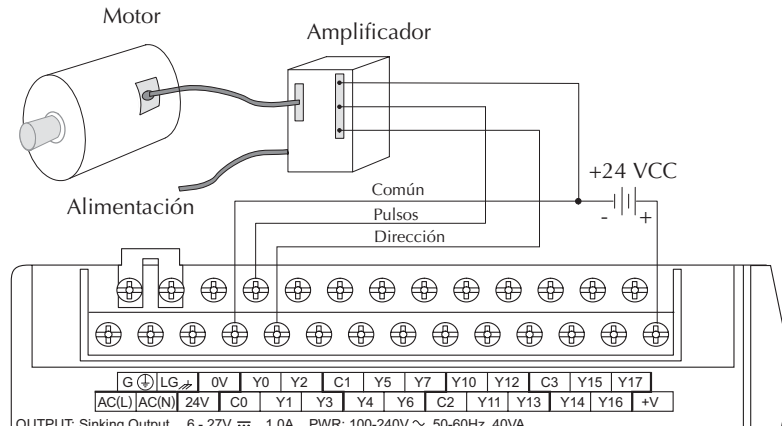 Motor
Amplificador
+24 VCC
- +
Común
Pulsos
Dirección
Alimentación
G LG 0V Y0 Y2 C1 Y5 Y7 Y10 Y12 C3 Y15 Y17
AC(L) AC(N) 24V C0 Y1 Y3 Y4 Y6 C2 Y11 Y13 Y14 Y16 +V
OUTPUT: Sinking Output 6 - 27V ⎓ 1.0A PWR: 100-240V ~ 50-60Hz 40VA